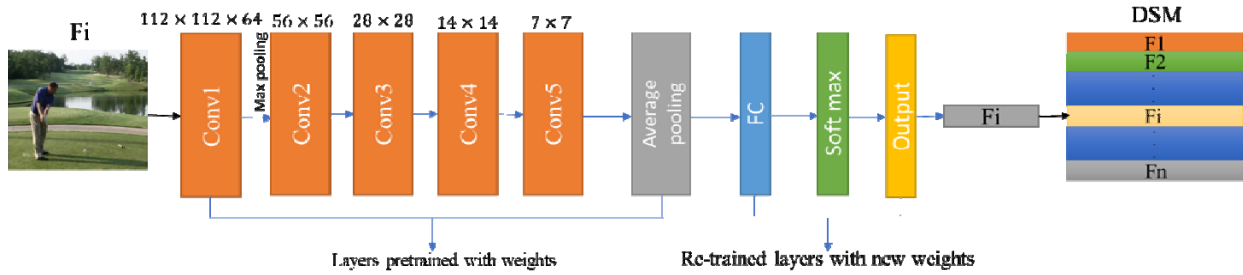 112 × 112 × 64
56 × 56
28 × 28
14 × 14
7 × 7
DSM
Fi
Conv1
Max pooling
Conv2
Conv3
Conv4
Conv5
Average
pooling
FC
Soft max
Output
Fi
F1
F2
Fi
Fn
Layers pretrained with weights
Re-trained layers with new weights